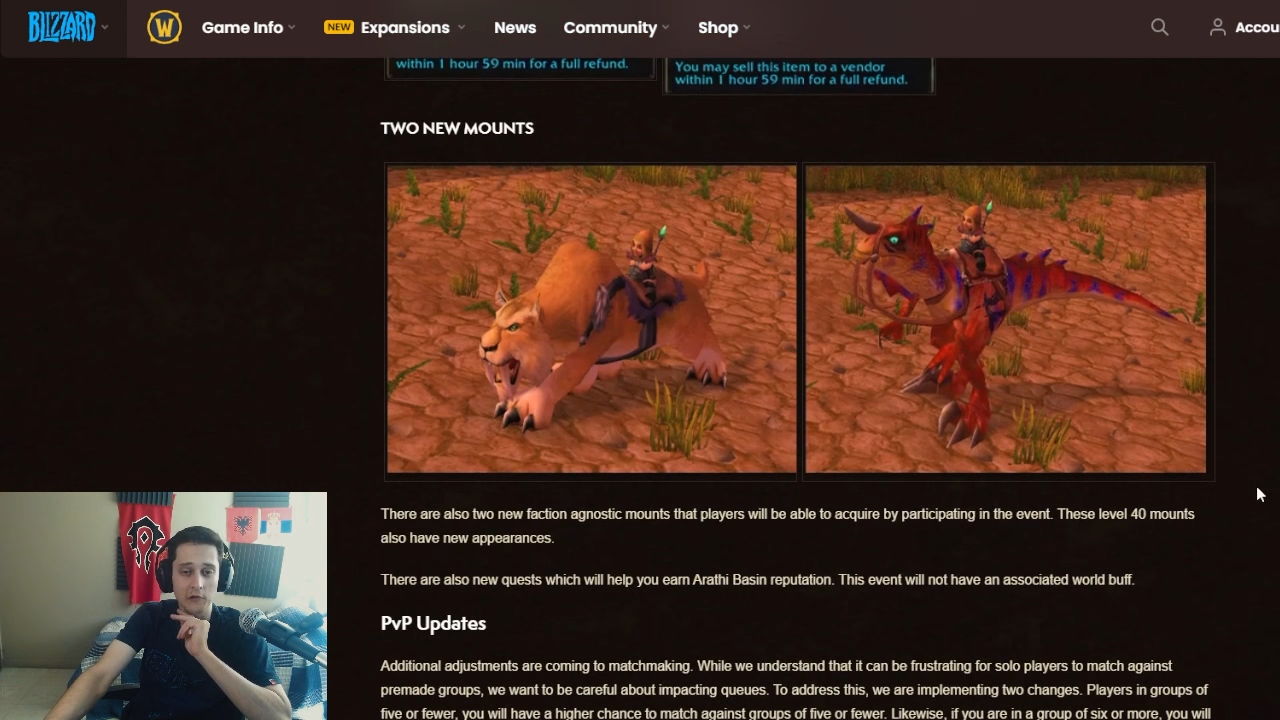 BLIZZARD
W
Game Info
NEW
Expansions
News
Community
Shop
Accou
within 1 hour 59 min for a full refund.
You may sell this item to a vendor
within 1 hour 59 min for a full refund.
TWO NEW MOUNTS
There are also two new faction agnostic mounts that players will be able to acquire by participating in the event. These level 40 mounts
also have new appearances.
There are also new quests which will help you earn Arathi Basin reputation. This event will not have an associated world buff.
PvP Updates
Additional adjustments are coming to matchmaking. While we understand that it can be frustrating for solo players to match against
premade groups, we want to be careful about impacting queues. To address this, we are implementing two changes. Players in groups of
five or fewer, you will have a higher chance to match against groups of five or fewer. Likewise, if you are in a group of six or more, you will